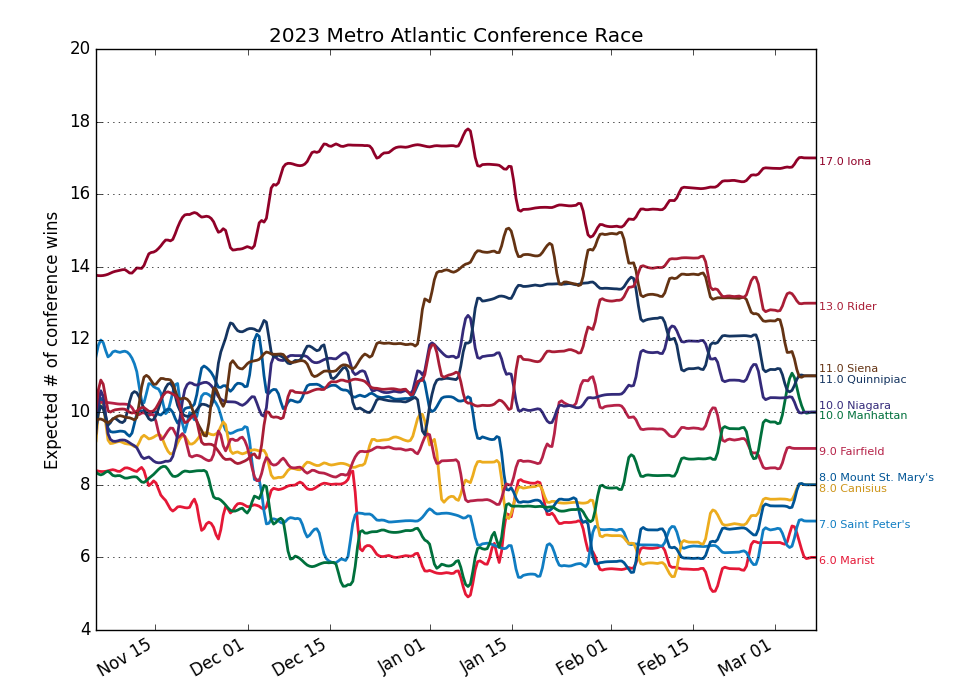 2023 Metro Atlantic Conference Race
Expected # of conference wins
20
18
16
14
12
10
8
6
4
17.0 Iona
13.0 Rider
11.0 Siena
11.0 Quinnipiac
10.0 Niagara
10.0 Manhattan
9.0 Fairfield
8.0 Mount St. Mary's
8.0 Canisius
7.0 Saint Peter's
6.0 Marist
Nov 15
Dec 01
Dec 15
Jan 01
Jan 15
Feb 01
Feb 15
Mar 01